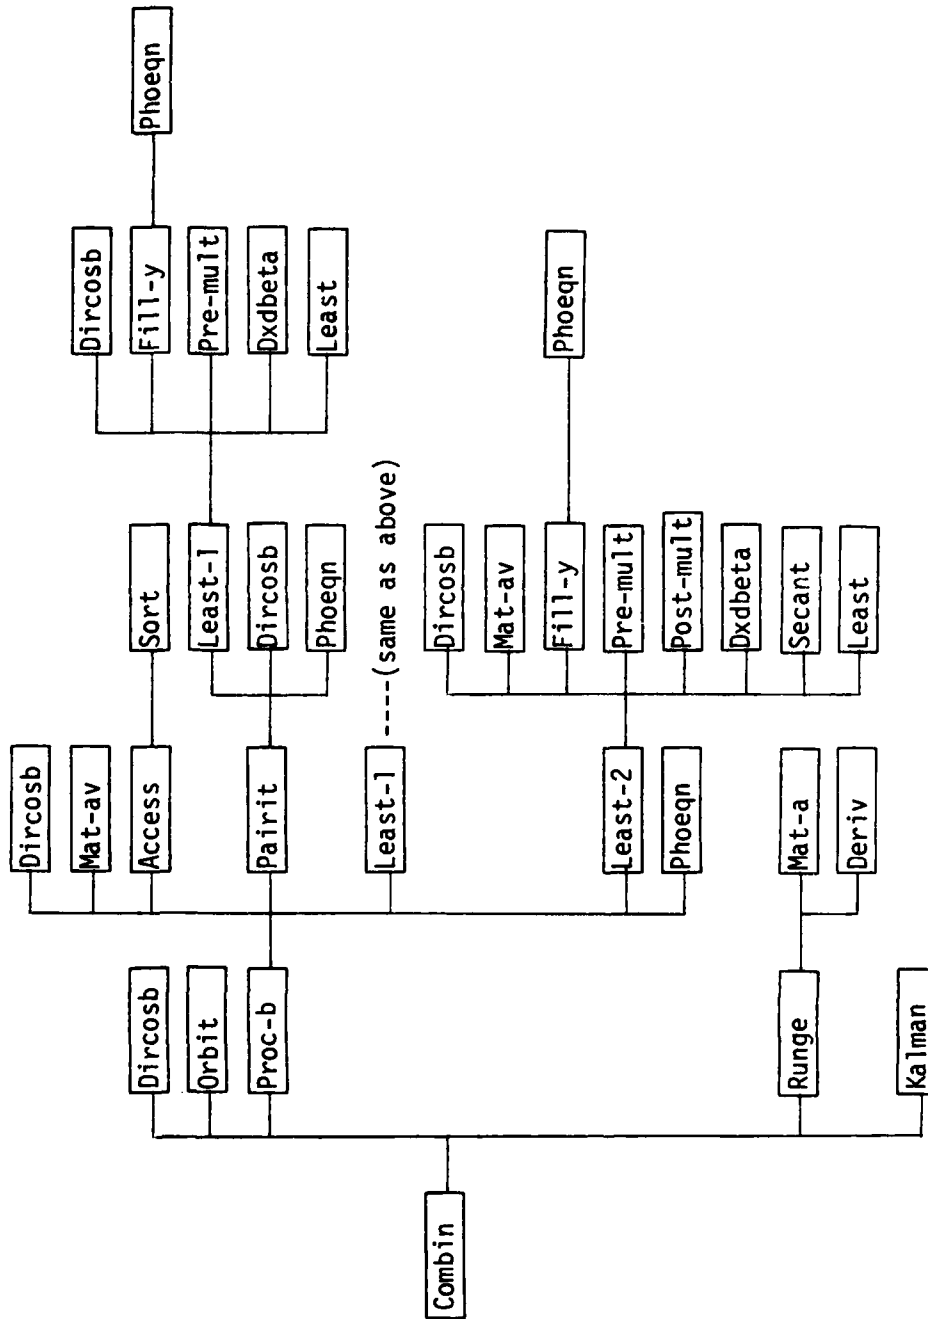 Combin
Dircosb
Orbit
Proc-b
Runge
Kalman
Dircosb
Mat-av
Access
Pairit
Least-1
----(same as above)
Least-2
Phoeqn
Mat-a
Deriv
Sort
Least-1
Dircosb
Phoeqn
Dircosb
Mat-av
Fill-y
Pre-mult
Post-mult
Dxdbeta
Secant
Least
Dircosb
Fill-y
Pre-mult
Dxdbeta
Least
Phoeqn
Phoeqn